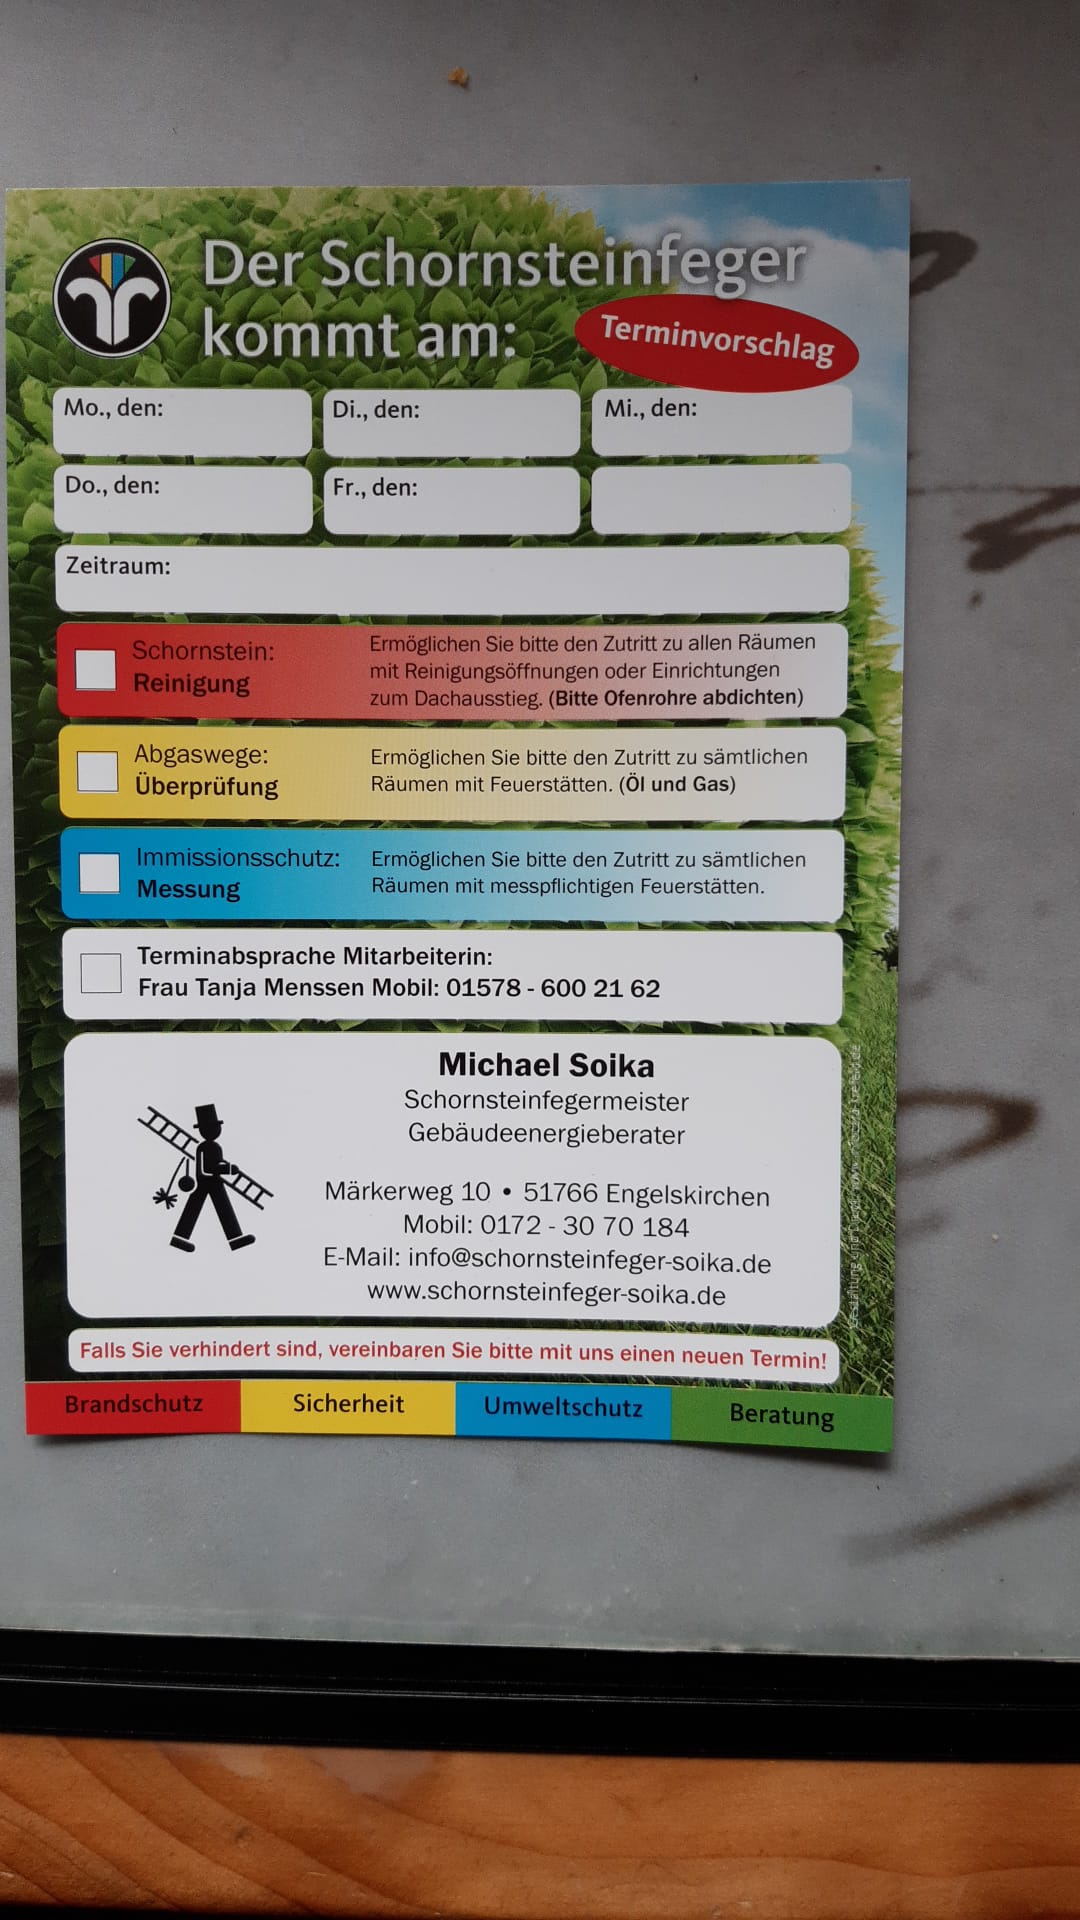 Der Schornsteinfeger
kommt am:
Terminvorschlag
Mo., den:
Di., den:
Mi., den:
Do., den:
Fr., den:
Zeitraum:
Schornstein:
Reinigung
Ermöglichen Sie bitte den Zutritt zu allen Räumen
mit Reinigungsöffnungen oder Einrichtungen
zum Dachausstieg. (Bitte Ofenrohre abdichten)
Abgaswege:
Überprüfung
Ermöglichen Sie bitte den Zutritt zu sämtlichen
Räumen mit Feuerstätten. (Öl und Gas)
Immissionsschutz:
Messung
Ermöglichen Sie bitte den Zutritt zu sämtlichen
Räumen mit messpflichtigen Feuerstätten.
Terminabsprache Mitarbeiterin:
Frau Tanja Menssen Mobil: 01578 - 600 21 62
Michael Soika
Schornsteinfegermeister
Gebäudeenergieberater
Märkerweg 10 • 51766 Engelskirchen
Mobil: 0172 - 30 70 184
E-Mail: info@schornsteinfeger-soika.de
www.schornsteinfeger-soika.de
Gestaltung und
Falls Sie verhindert sind, vereinbaren Sie bitte mit uns einen neuen Termin!
Brandschutz
Sicherheit
Umweltschutz
Beratung